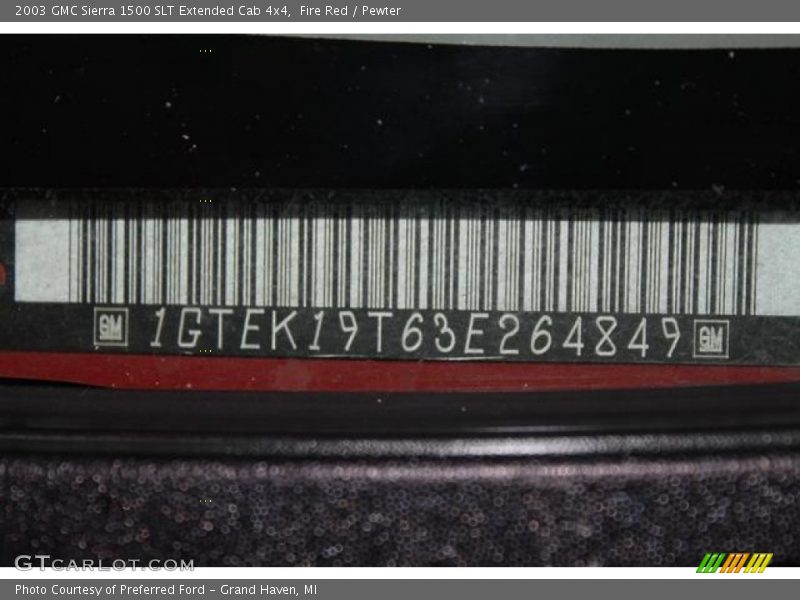 2003 GMC Sierra 1500 SLT Extended Cab 4x4, Fire Red / Pewter
GM 1GTEK19T63E264849 GM
GTCARLOT.COM
Photo Courtesy of Preferred Ford - Grand Haven, MI